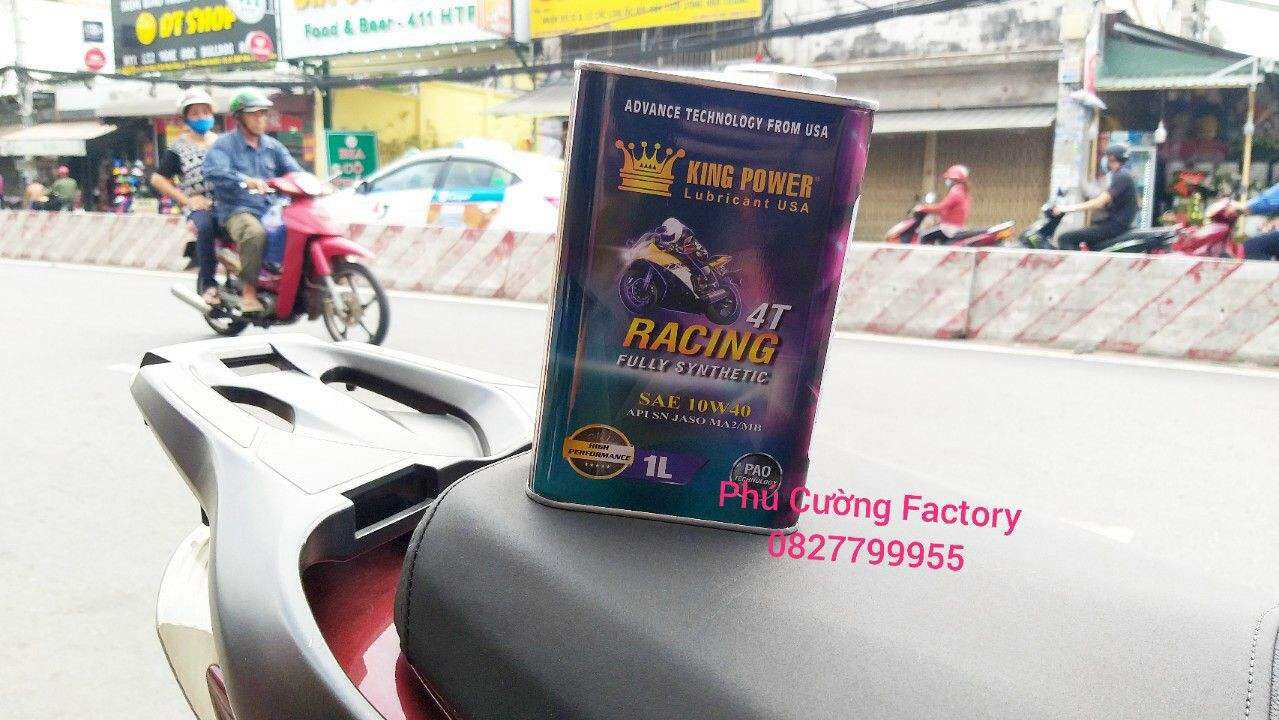 DT SHOP
Food & Beer - 411 HTP
ADVANCE TECHNOLOGY FROM USA
KING POWER®
Lubricant USA
4T
RACING
FULLY SYNTHETIC
SAE 10W40
API SN JASO MA2/MB
HIGH
PERFORMANCE
1L
PAO
TECHNOLOGY
Phú Cường Factory
0827799955